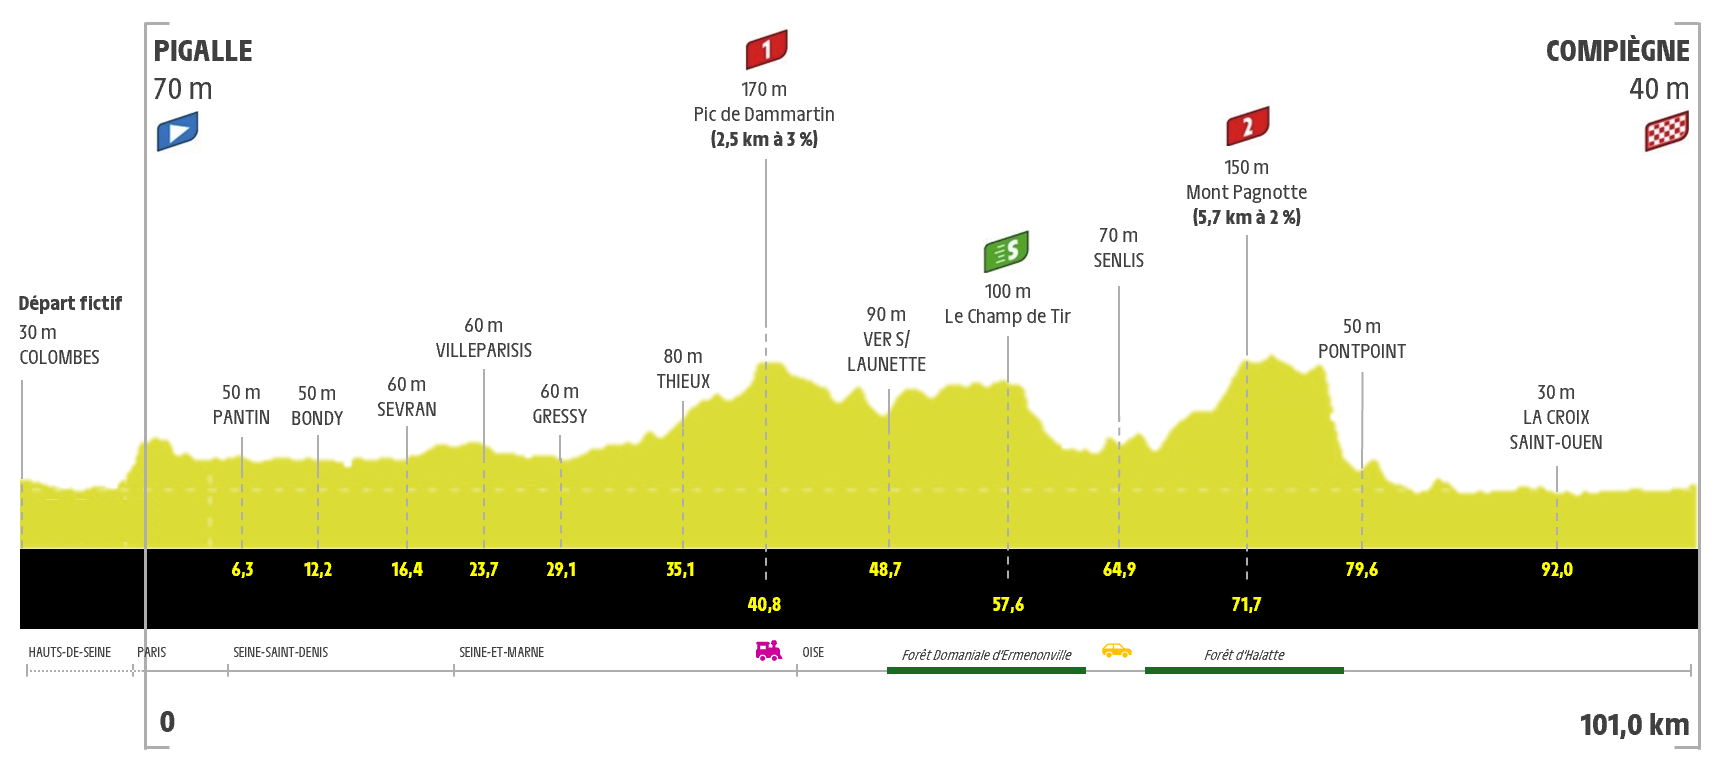 PIGALLE
70 m
COMPIÈGNE
40 m
1
170 m
Pic de Dammartin
(2,5 km à 3 %)
2
150 m
Mont Pagnotte
(5,7 km à 2 %)
S
100 m
Le Champ de Tir
70 m
SENLIS
Départ fictif
30 m
COLOMBES
50 m
PANTIN
50 m
BONDY
60 m
SEVRAN
60 m
VILLEPARISIS
60 m
GRESSY
80 m
THIEUX
90 m
VER S/
LAUNETTE
50 m
PONTPOINT
30 m
LA CROIX
SAINT-OUEN
6,3 12,2 16,4 23,7 29,1 35,1 48,7 64,9 79,6 92,0
40,8 57,6 71,7
HAUTS-DE-SEINE PARIS SEINE-SAINT-DENIS SEINE-ET-MARNE OISE Forêt Domaniale d'Ermenonville Forêt d'Halatte
0 101,0 km